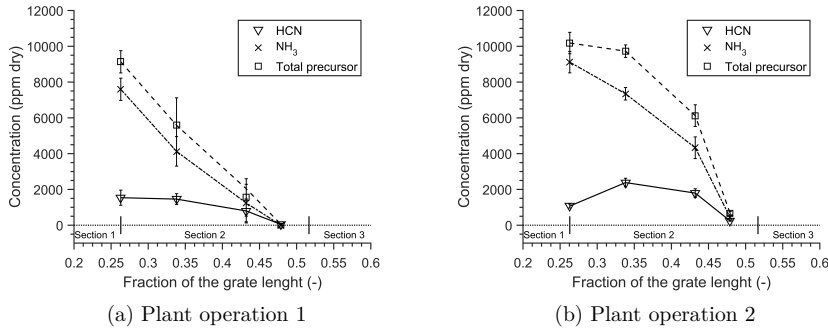 12000
10000
8000
6000
4000
2000
0
Concentration (ppm dry)
HCN
NH3
Total precursor
Section 1
Section 2
Section 3
0.2 0.25 0.3 0.35 0.4 0.45 0.5 0.55 0.6
Fraction of the grate lenght (-)
(a) Plant operation 1
12000
10000
8000
6000
4000
2000
0
Concentration (ppm dry)
HCN
NH3
Total precursor
Section 1
Section 2
Section 3
0.2 0.25 0.3 0.35 0.4 0.45 0.5 0.55 0.6
Fraction of the grate lenght (-)
(b) Plant operation 2